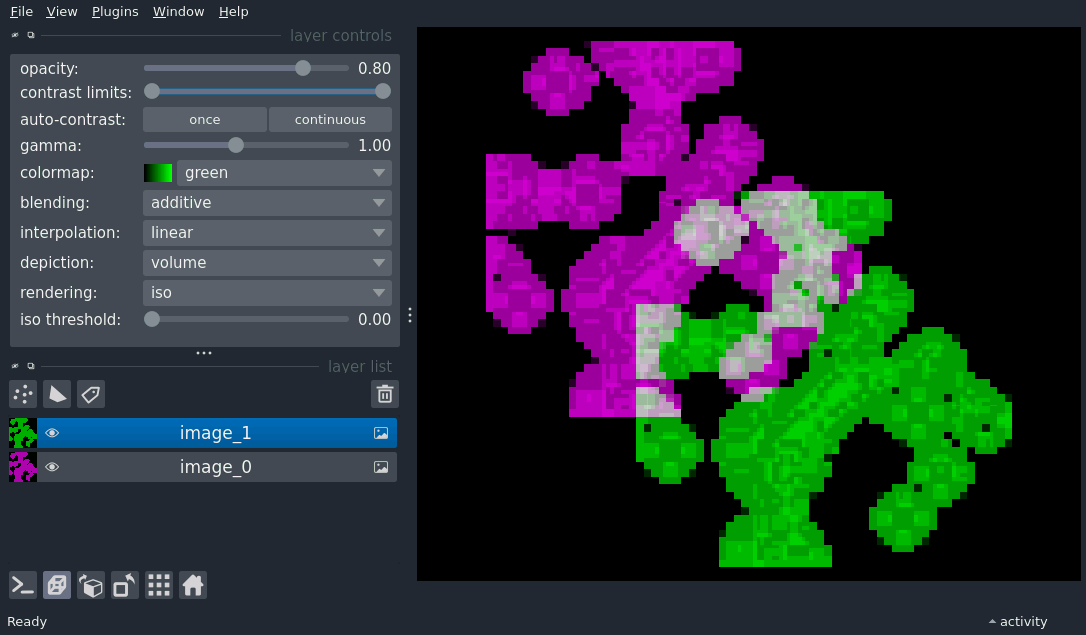 File View Plugins Window Help
layer controls
opacity: 0.80
contrast limits:
auto-contrast: once continuous
gamma: 1.00
colormap: green
blending: additive
interpolation: linear
depiction: volume
rendering: iso
iso threshold: 0.00
layer list
image_1
image_0
Ready activity